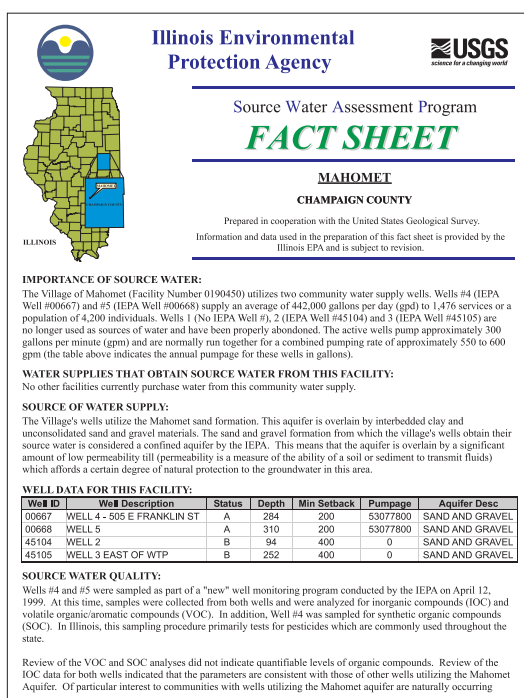 Illinois Environmental
Protection Agency
USGS
science for a changing world
Source Water Assessment Program
FACT SHEET
MAHOMET
CHAMPAIGN COUNTY
MAHOMET
CHAMPAIGN COUNTY
ILLINOIS
Prepared in cooperation with the United States Geological Survey.
Information and data used in the preparation of this fact sheet is provided by the
Illinois EPA and is subject to revision.
IMPORTANCE OF SOURCE WATER:
The Village of Mahomet (Facility Number 0190450) utilizes two community water supply wells. Wells #4 (IEPA
Well #00667) and #5 (IEPA Well #00668) supply an average of 442,000 gallons per day (gpd) to 1,476 services or a
population of 4,200 individuals. Wells 1 (No IEPA Well #), 2 (IEPA Well #45104) and 3 (IEPA Well #45105) are
no longer used as sources of water and have been properly abondoned. The active wells pump approximately 300
gallons per minute (gpm) and are normally run together for a combined pumping rate of approximately 550 to 600
gpm (the table above indicates the annual pumpage for these wells in gallons).
WATER SUPPLIES THAT OBTAIN SOURCE WATER FROM THIS FACILITY:
No other facilities currently purchase water from this community water supply.
SOURCE OF WATER SUPPLY:
The Village's wells utilize the Mahomet sand formation. This aquifer is overlain by interbedded clay and
unconsolidated sand and gravel materials. The sand and gravel formation from which the village's wells obtain their
source water is considered a confined aquifer by the IEPA. This means that the aquifer is overlain by a significant
amount of low permeability till (permeability is a measure of the ability of a soil or sediment to transmit fluids)
which affords a certain degree of natural protection to the groundwater in this area.
WELL DATA FOR THIS FACILITY:
Well ID Well Description Status Depth Min Setback Pumpage Aquifer Desc
00667 WELL 4 - 505 E FRANKLIN ST A 284 200 53077800 SAND AND GRAVEL
00668 WELL 5 A 310 200 53077800 SAND AND GRAVEL
45104 WELL 2 B 94 400 0 SAND AND GRAVEL
45105 WELL 3 EAST OF WTP B 252 400 0 SAND AND GRAVEL
SOURCE WATER QUALITY:
Wells #4 and #5 were sampled as part of a "new" well monitoring program conducted by the IEPA on April 12,
1999. At this time, samples were collected from both wells and were analyzed for inorganic compounds (IOC) and
volatile organic/aromatic compounds (VOC). In addition, Well #4 was sampled for synthetic organic compounds
(SOC). In Illinois, this sampling procedure primarily tests for pesticides which are commonly used throughout the
state.
Review of the VOC and SOC analyses did not indicate quantifiable levels of organic compounds. Review of the
IOC data for both wells indicated that the parameters are consistent with those of other wells utilizing the Mahomet
Aquifer. Of particular interest to communities with wells utilizing the Mahomet aquifer are naturally occurring